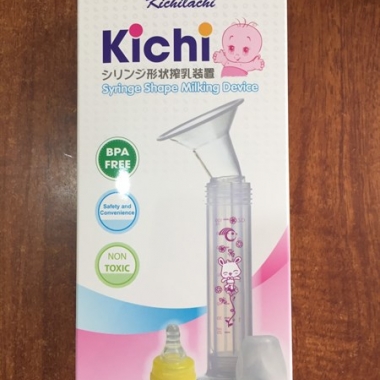 Kichilachi
Kichi
シリンジ形状搾乳装置
Syringe Shape Milking Device
BPA
FREE
Safety and
Convenience
NON
TOXIC